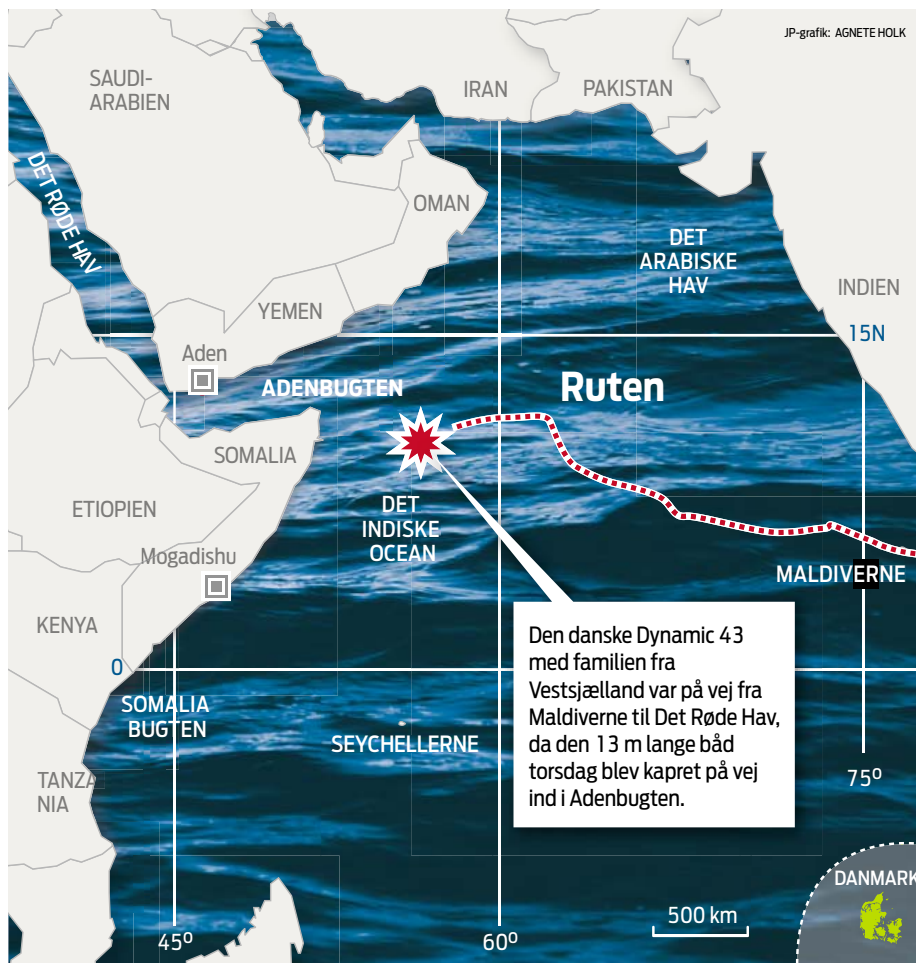 JP-grafik: AGNETE HOLK
SAUDI-
ARABIEN
IRAN
PAKISTAN
DET RØDE HAV
OMAN
DET
ARABISKE
HAV
INDIEN
YEMEN
15N
Aden
ADENBUGTEN
Ruten
SOMALIA
ETIOPIEN
DET
INDISKE
OCEAN
Mogadishu
MALDIVERNE
KENYA
Den danske Dynamic 43
med familien fra
Vestsjælland var på vej fra
Maldiverne til Det Røde Hav,
da den 13 m lange båd
torsdag blev kapret på vej
ind i Adenbugten.
0
SOMALIA
BUGTEN
SEYCHELLERNE
TANZA
NIA
75º
DANMARK
500 km
45º
60º